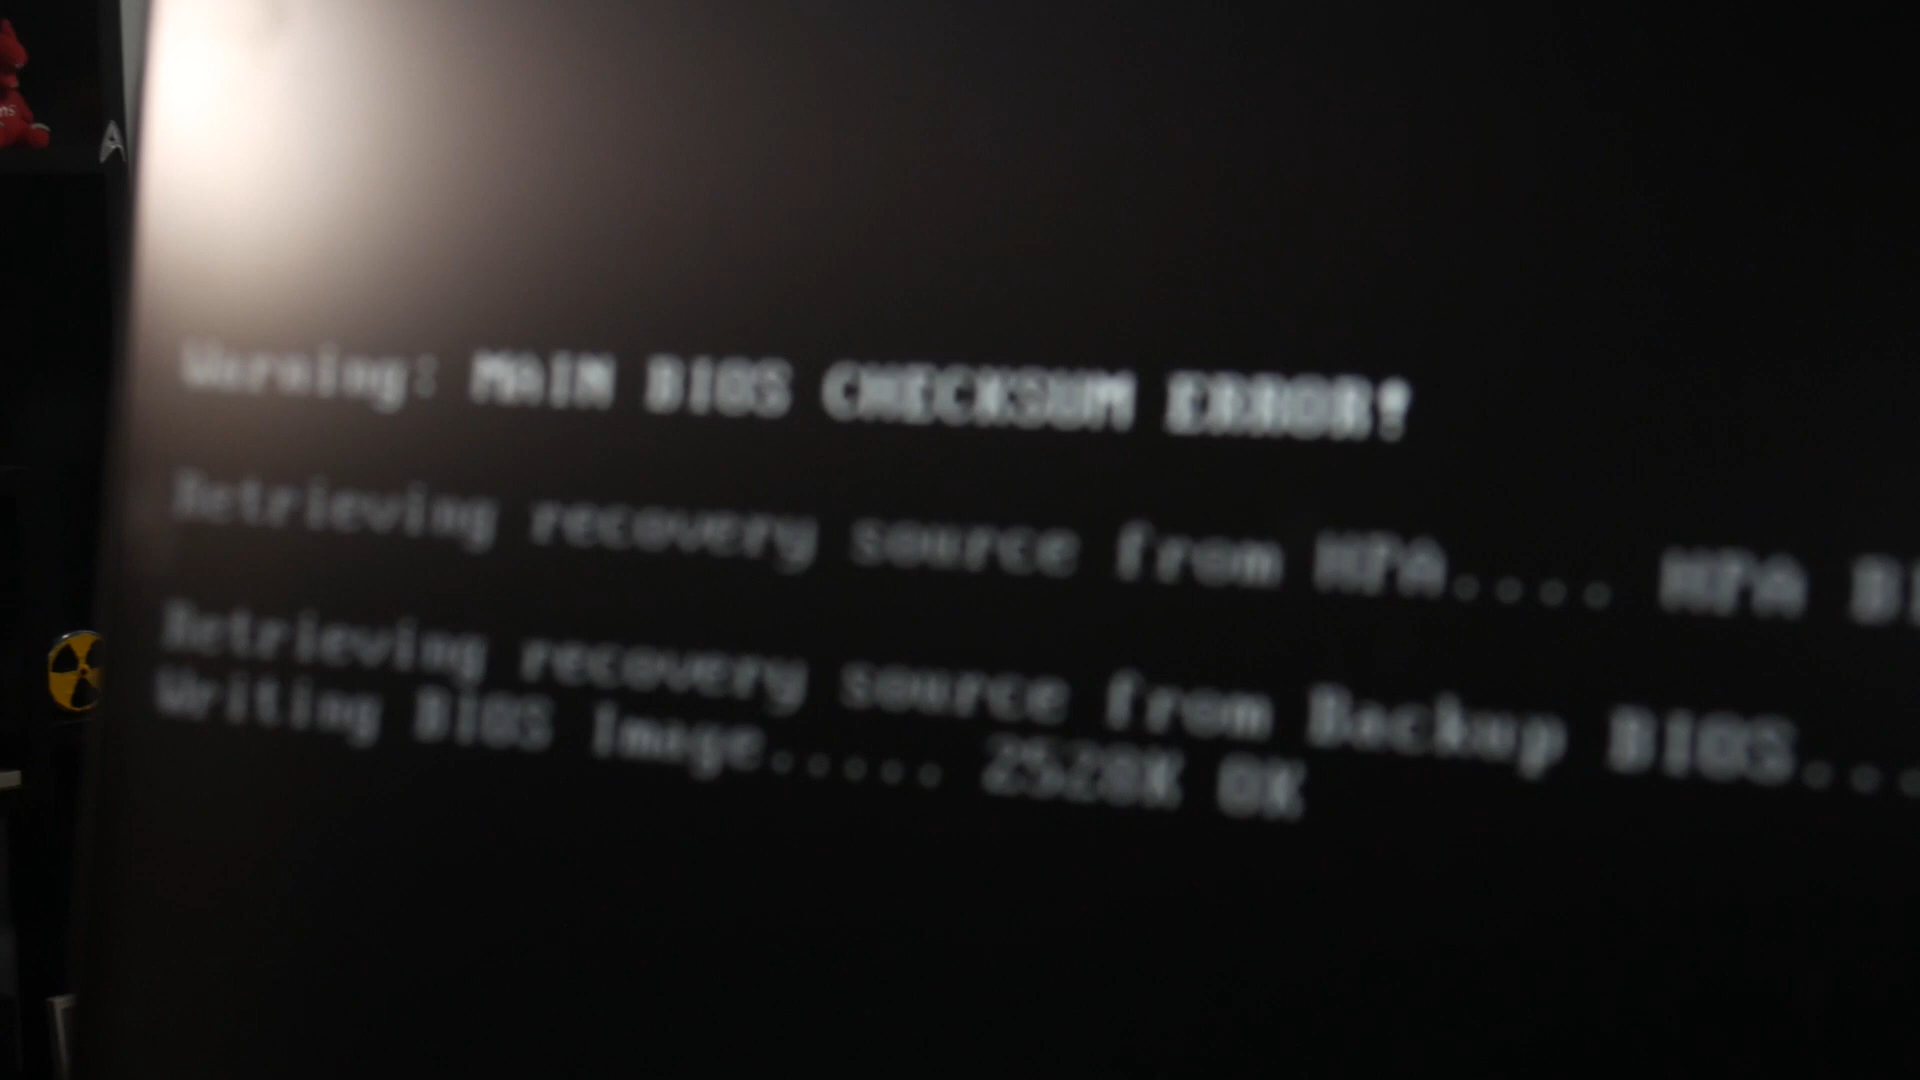 Warning: MAIN BIOS CHECKSUM ERROR!
Retrieving recovery source from HPA.... HPA BI
Retrieving recovery source from Backup BIOS...
Writing BIOS Image..... 2528K OK